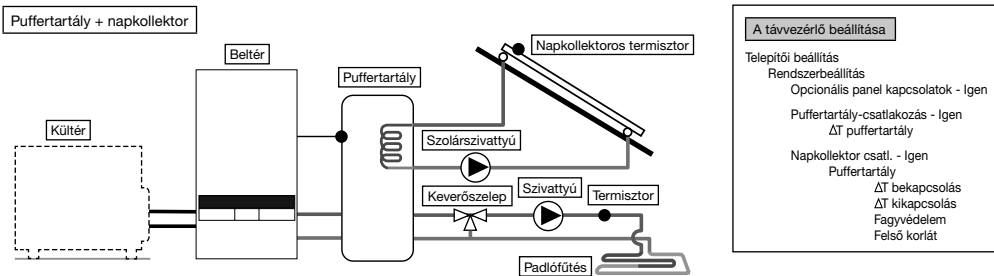 Puffertartály + napkollektor
Beltér
Napkollektoros termisztor
Puffertartály
Kültér
Szolárszivattyú
Keverőszelep
Szivattyú
Termisztor
Padlófűtés
A távvezérlő beállítása
Telepítői beállítás
Rendszerbeállítás
Opcionális panel kapcsolatok - Igen
Puffertartály-csatlakozás - Igen
ΔT puffertartály
Napkollektor csatl. - Igen
Puffertartály
ΔT bekapcsolás
ΔT kikapcsolás
Fagyvédelem
Felső korlát